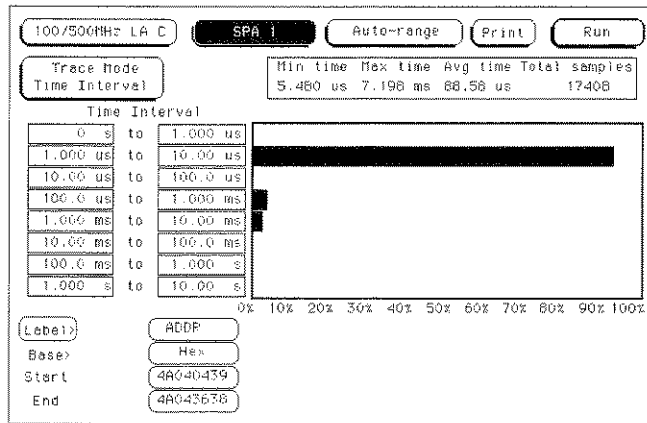 100/500MHz LA C SPA 1 Auto-range Print Run
Trace Mode
Time Interval
Min time Max time Avg time Total samples
5.480 us 7.198 ms 88.58 us 17408
Time Interval
0 s to 1.000 us
1.000 us to 10.00 us
10.00 us to 100.0 us
100.0 us to 1.000 ms
1.000 ms to 10.00 ms
10.00 ms to 100.0 ms
100.0 ms to 1.000 s
1.000 s to 10.00 s
0% 10% 20% 30% 40% 50% 60% 70% 80% 90% 100%
Label> ADDR
Base> Hex
Start 4A040439
End 4A043638